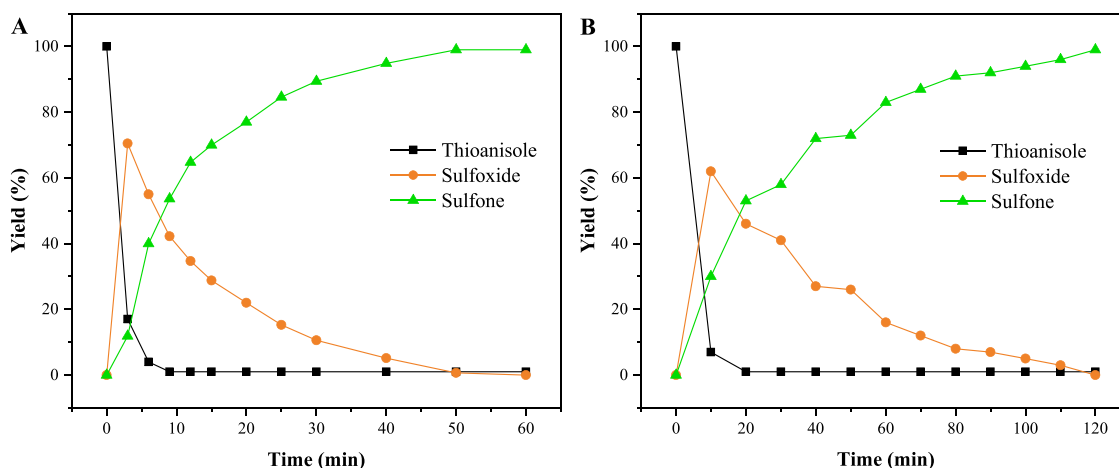 A
Yield (%)
100
80
60
40
20
0
Thioanisole
Sulfoxide
Sulfone
0 10 20 30 40 50 60
Time (min)
B
Yield (%)
100
80
60
40
20
0
Thioanisole
Sulfoxide
Sulfone
0 20 40 60 80 100 120
Time (min)